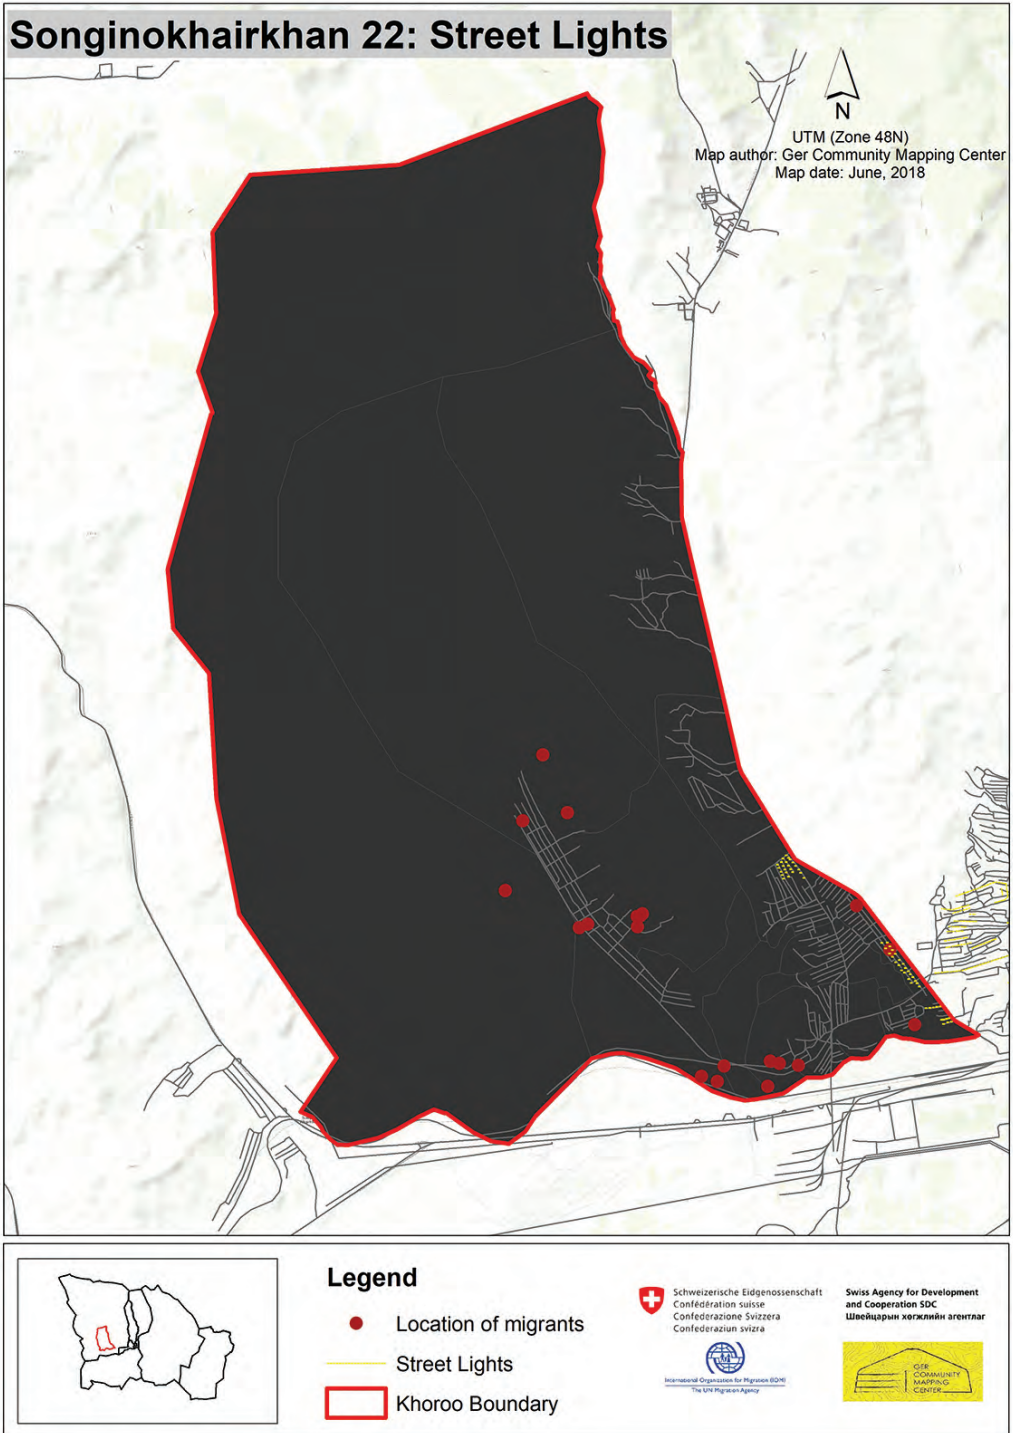 Songinokhairkhan 22: Street Lights
N
UTM (Zone 48N)
Map author: Ger Community Mapping Center
Map date: June, 2018
Legend
Location of migrants
Street Lights
Khoroo Boundary
Schweizerische Eidgenossenschaft
Confédération suisse
Confederazione Svizzera
Confederaziun svizra
Swiss Agency for Development
and Cooperation SDC
Швейцарын хөгжлийн агентлаг
International Organization for Migration (IOM)
The UN Migration Agency
GER
COMMUNITY
MAPPING
CENTER